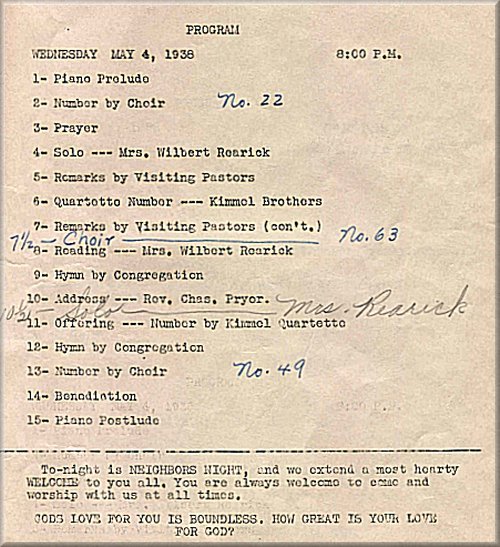 PROGRAM
WEDNESDAY MAY 4, 1938 8:00 P.M.
1- Piano Prelude
2- Number by Choir No. 22
3- Prayer
4- Solo --- Mrs. Wilbert Rearick
5- Remarks by Visiting Pastors
6- Quartette Number --- Kimmel Brothers
7- Remarks by Visiting Pastors (con't.)
7½ - Choir No. 63
8- Reading --- Mrs. Wilbert Rearick
9- Hymn by Congregation
10- Address --- Rev. Chas. Pryor.
10½- Solo Mrs. Rearick
11- Offering --- Number by Kimmel Quartette
12- Hymn by Congregation
13- Number by Choir No. 49
14- Benediation
15- Piano Postlude
To-night is NEIGHBORS NIGHT, and we extend a most hearty
WELCOME to you all. You are always welcome to come and
worship with us at all times.
GODS LOVE FOR YOU IS BOUNDLESS. HOW GREAT IS YOUR LOVE
FOR GOD?